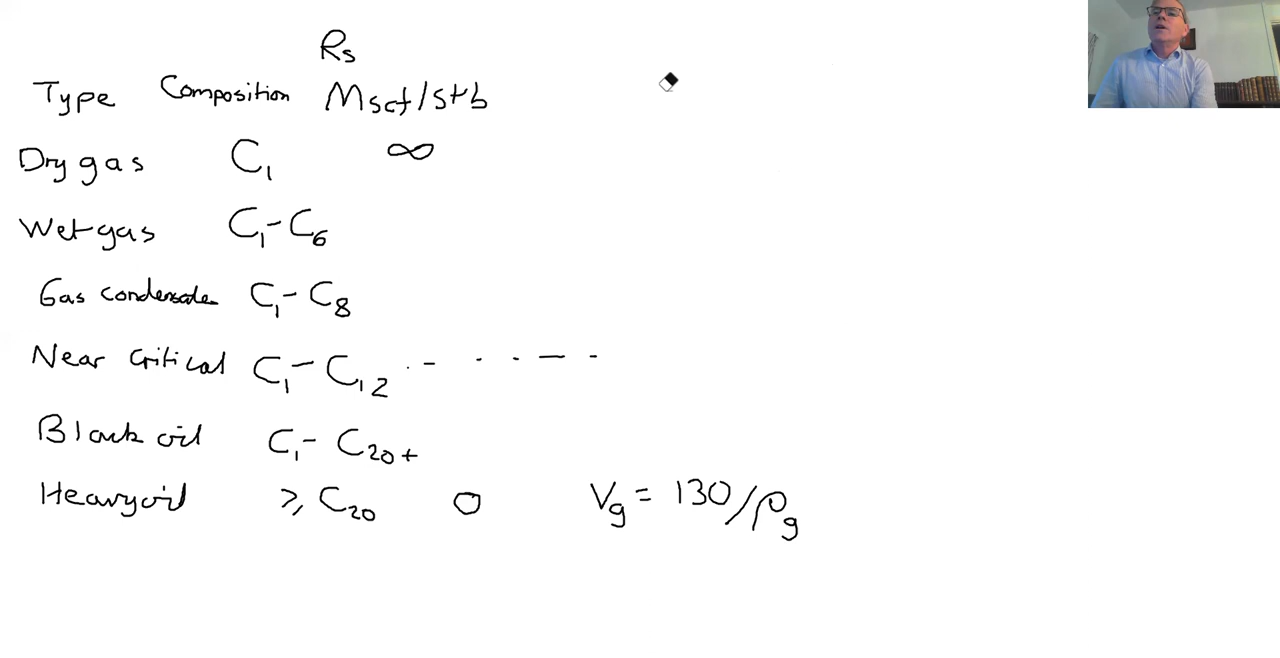 Rs
Type Composition Mscf/stb
Dry gas C₁ ∞
Wet gas C₁-C₆
Gas condensate C₁-C₈
Near Critical C₁-C₁₂
Black oil C₁-C₂₀+
Heavy oil ≥ C₂₀ 0 Vg = 130/ρg